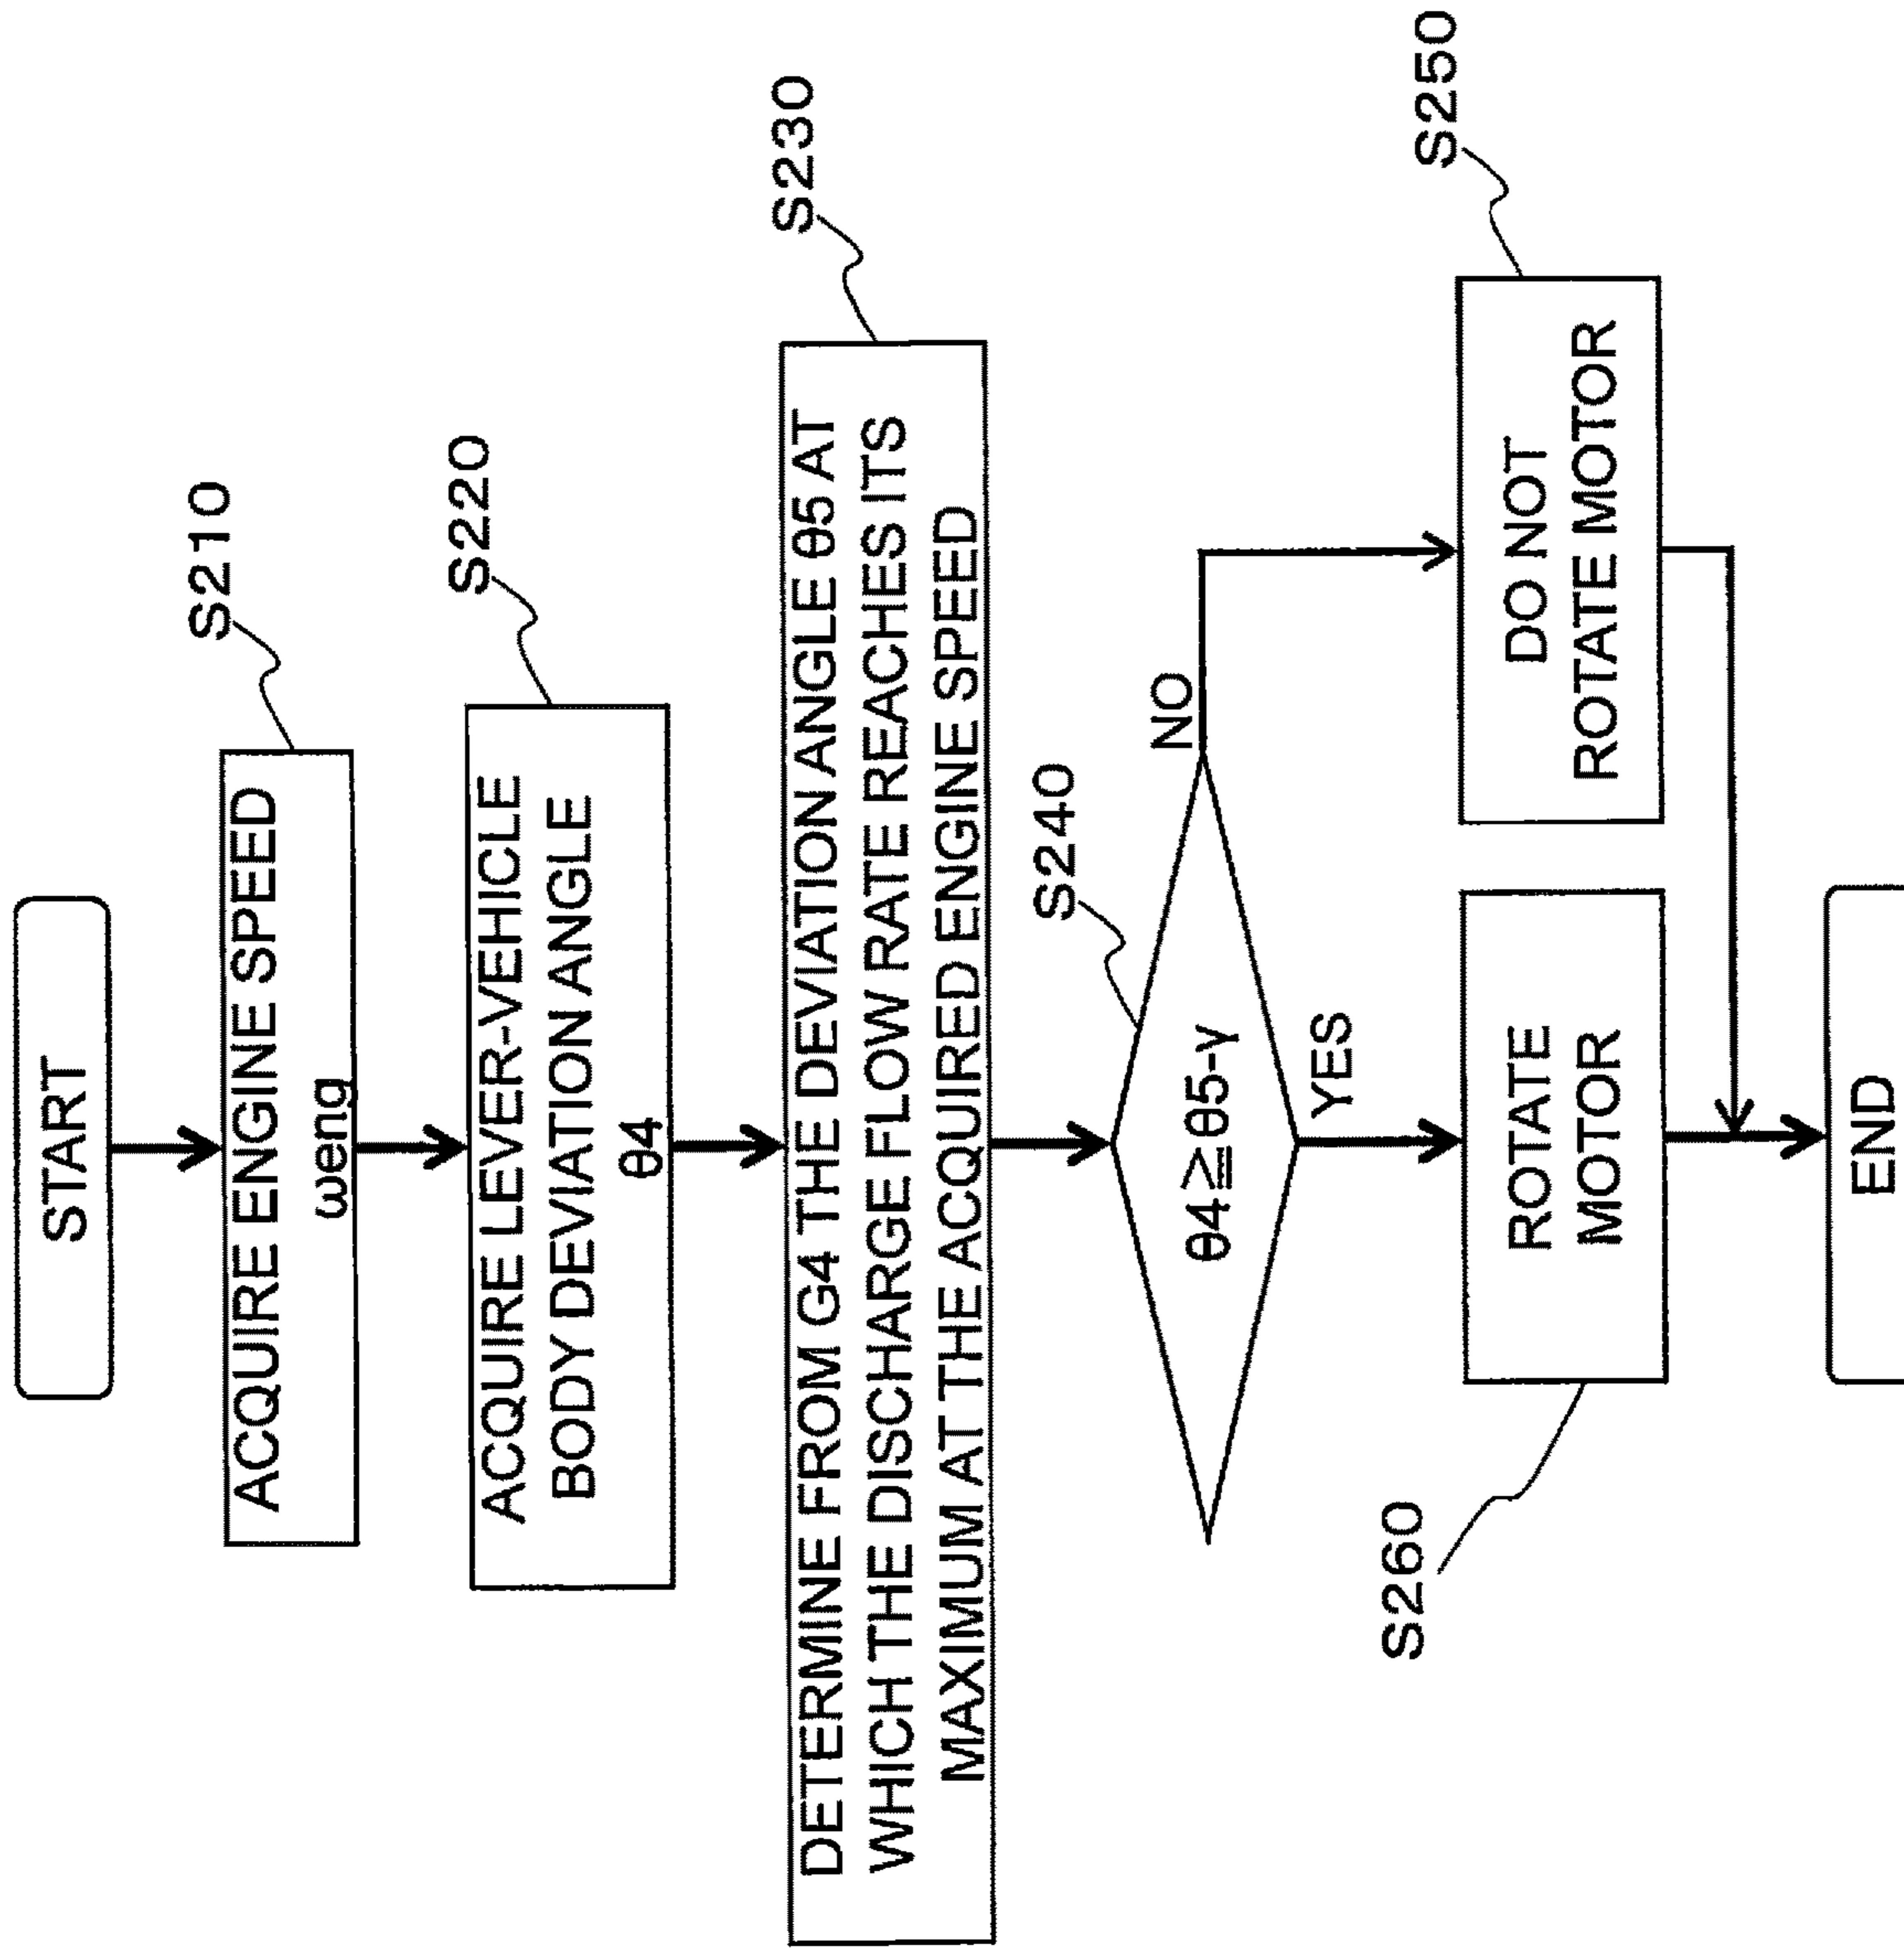 START
S210
ACQUIRE ENGINE SPEED
ωeng
S220
ACQUIRE LEVER-VEHICLE
BODY DEVIATION ANGLE
θ4
S230
DETERMINE FROM G4 THE DEVIATION ANGLE θ5 AT
WHICH THE DISCHARGE FLOW RATE REACHES ITS
MAXIMUM AT THE ACQUIRED ENGINE SPEED
S240
θ4≧θ5-γ
NO
YES
S260
ROTATE
MOTOR
S250
DO NOT
ROTATE MOTOR
END